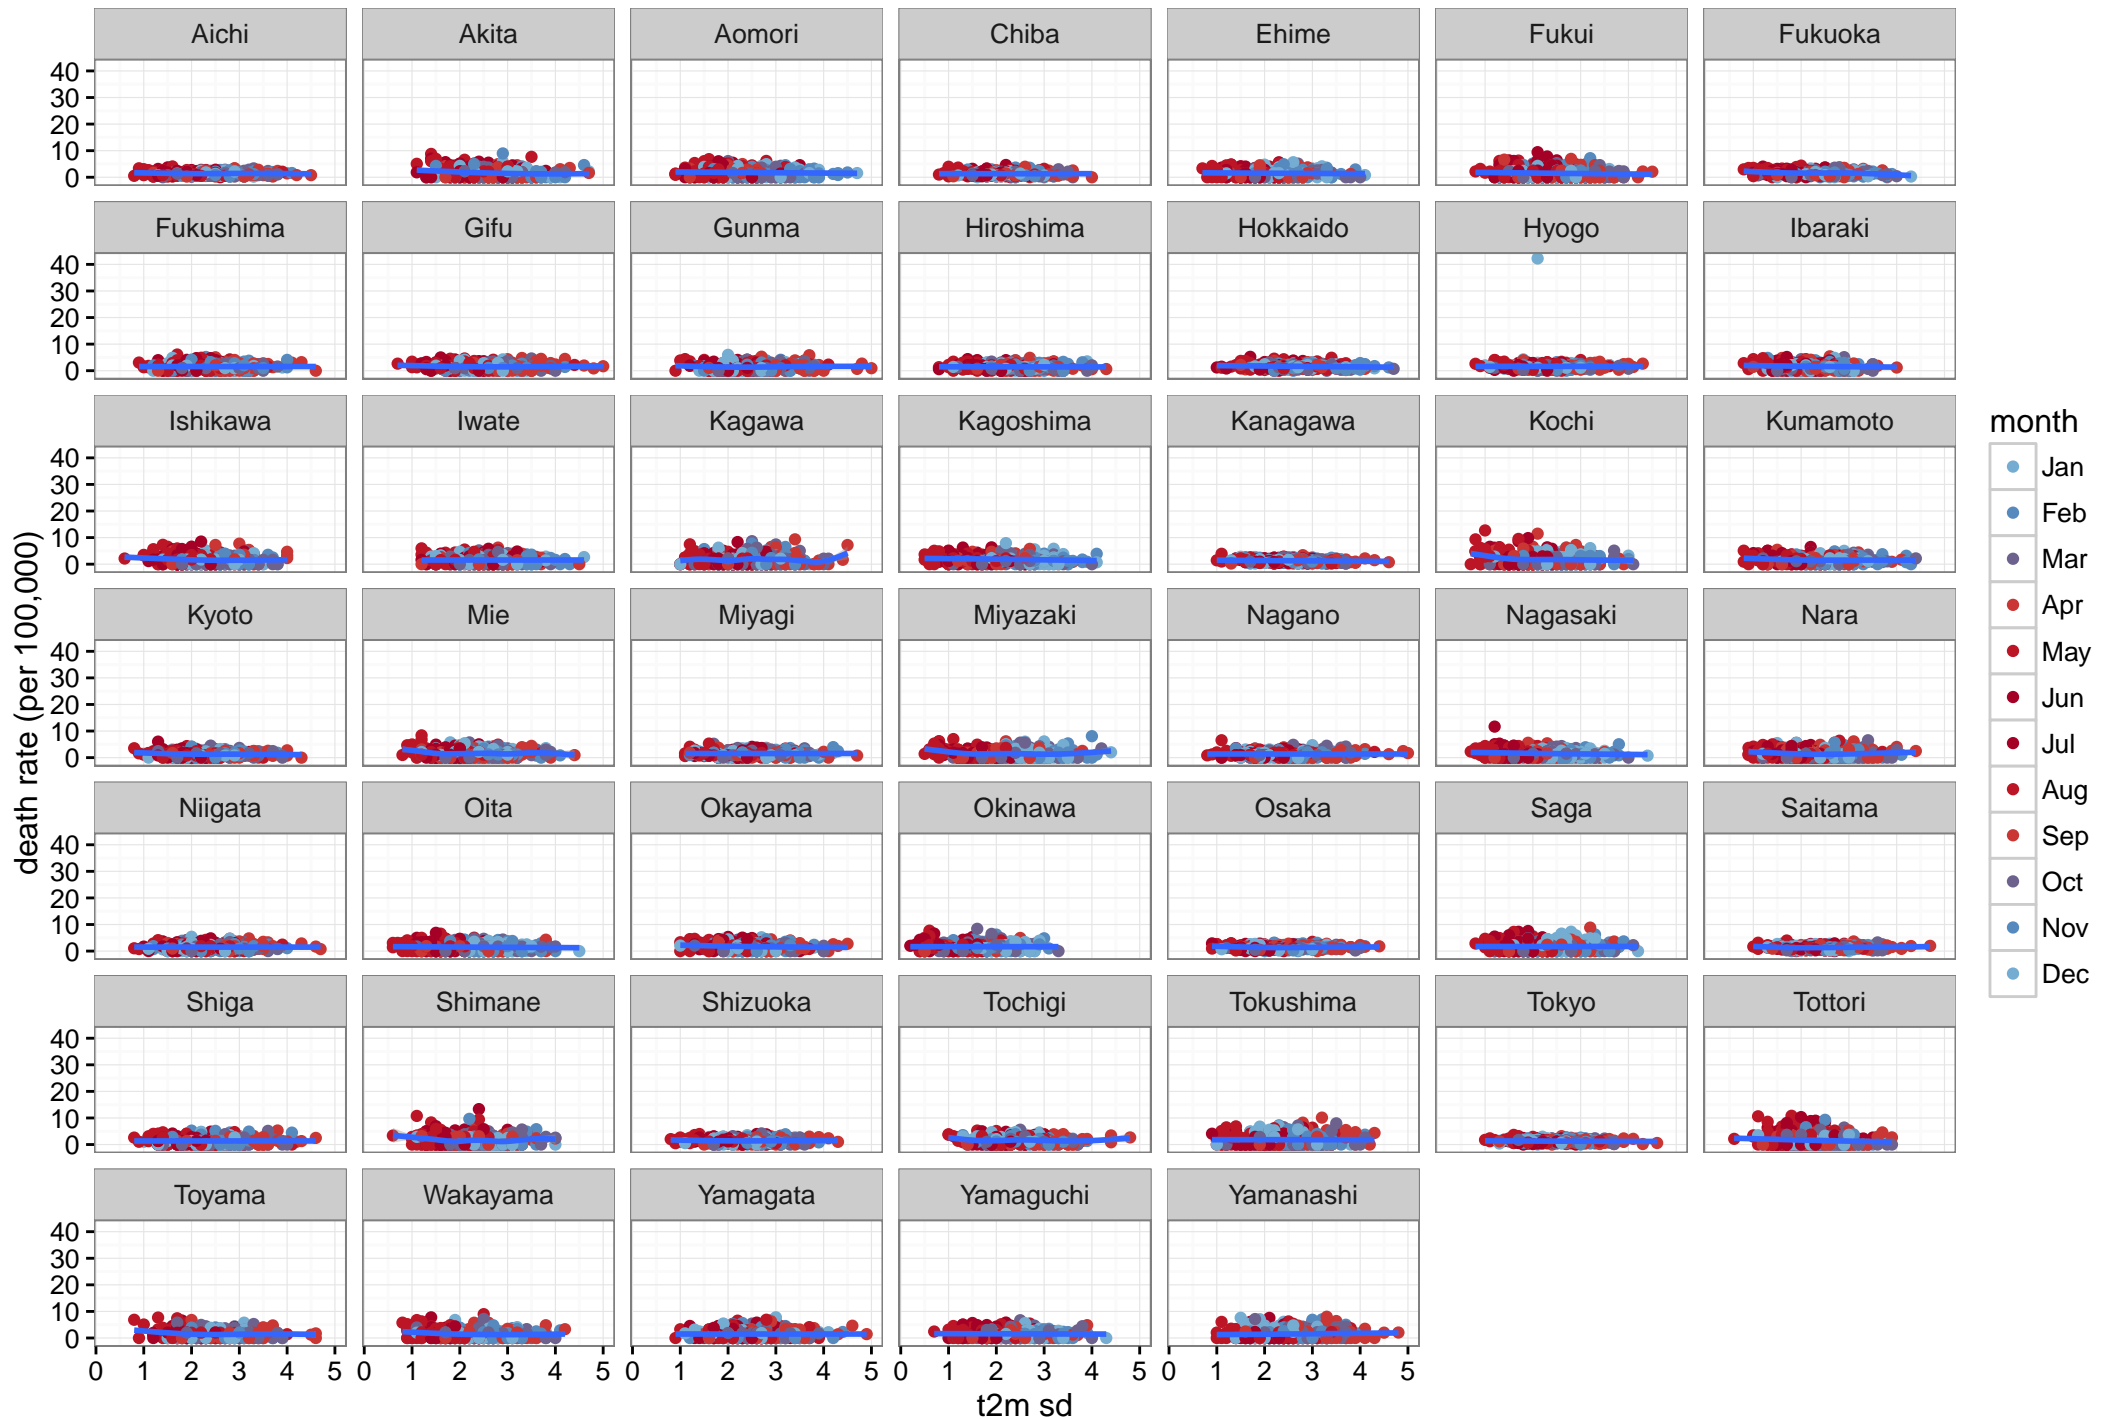 Aichi Akita Aomori Chiba Ehime Fukui Fukuoka
40
30
20
10
0
Fukushima Gifu Gunma Hiroshima Hokkaido Hyogo Ibaraki
40
30
20
10
0
Ishikawa Iwate Kagawa Kagoshima Kanagawa Kochi Kumamoto
40
30
20
10
0
Kyoto Mie Miyagi Miyazaki Nagano Nagasaki Nara
40
30
20
10
0
Niigata Oita Okayama Okinawa Osaka Saga Saitama
40
30
20
10
0
Shiga Shimane Shizuoka Tochigi Tokushima Tokyo Tottori
40
30
20
10
0
Toyama Wakayama Yamagata Yamaguchi Yamanashi
40
30
20
10
0
0 1 2 3 4 5 0 1 2 3 4 5 0 1 2 3 4 5 0 1 2 3 4 5 0 1 2 3 4 5
t2m sd
death rate (per 100,000)
month
Jan
Feb
Mar
Apr
May
Jun
Jul
Aug
Sep
Oct
Nov
Dec